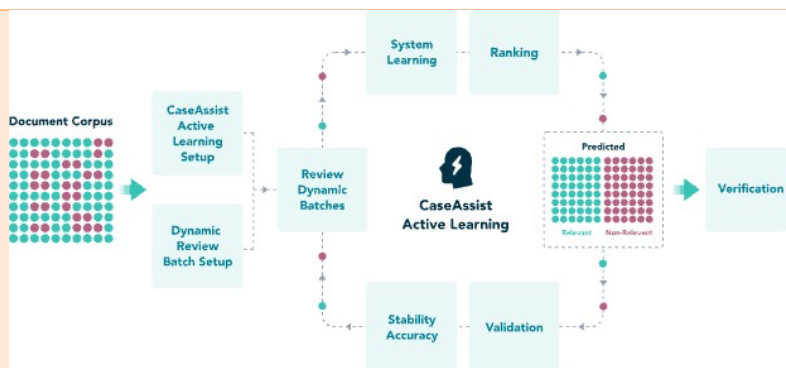 Document Corpus
CaseAssist
Active
Learning
Setup
Dynamic
Review
Batch Setup
Review
Dynamic
Batches
System
Learning
Ranking
CaseAssist
Active Learning
Predicted
Relevant
Non-Relevant
Verification
Stability
Accuracy
Validation